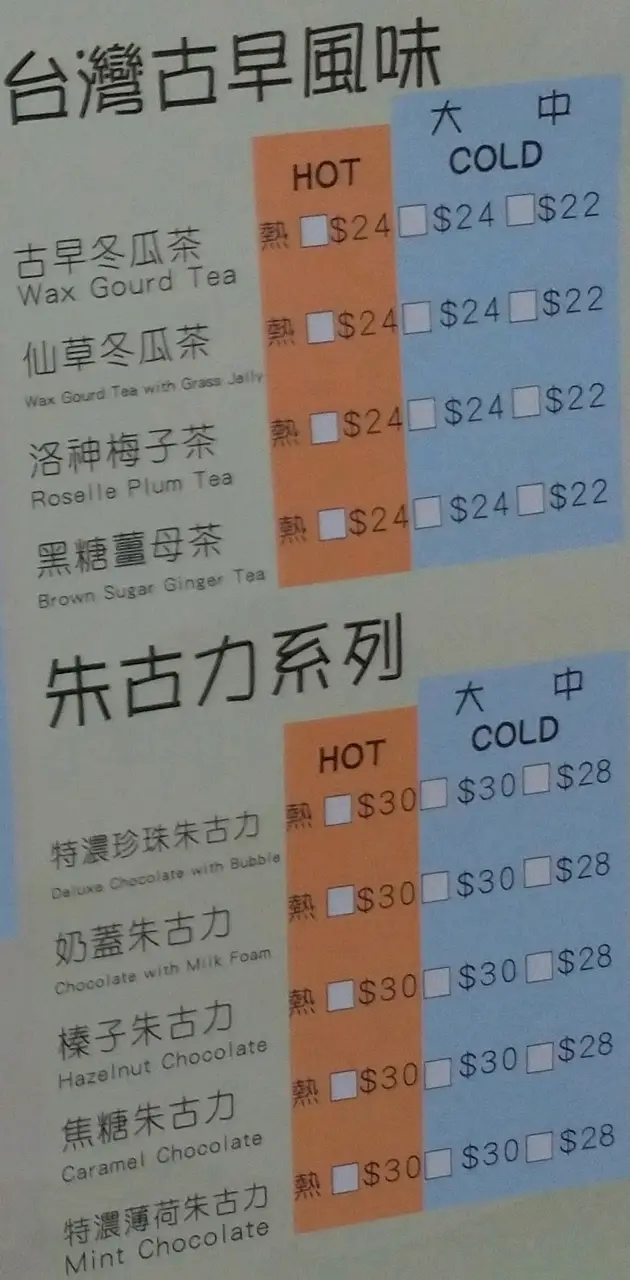 台灣古早風味
大 中
HOT COLD
古早冬瓜茶 熱 $24 $24 $22
Wax Gourd Tea
仙草冬瓜茶 熱 $24 $24 $22
Wax Gourd Tea with Grass Jelly
洛神梅子茶 熱 $24 $24 $22
Roselle Plum Tea
黑糖薑母茶 熱 $24 $24 $22
Brown Sugar Ginger Tea
朱古力系列
大 中
HOT COLD
特濃珍珠朱古力 熱 $30 $30 $28
Deluxe Chocolate with Bubble
奶蓋朱古力 熱 $30 $30 $28
Chocolate with Milk Foam
榛子朱古力 熱 $30 $30 $28
Hazelnut Chocolate
焦糖朱古力 熱 $30 $30 $28
Caramel Chocolate
特濃薄荷朱古力 熱 $30 $30 $28
Mint Chocolate